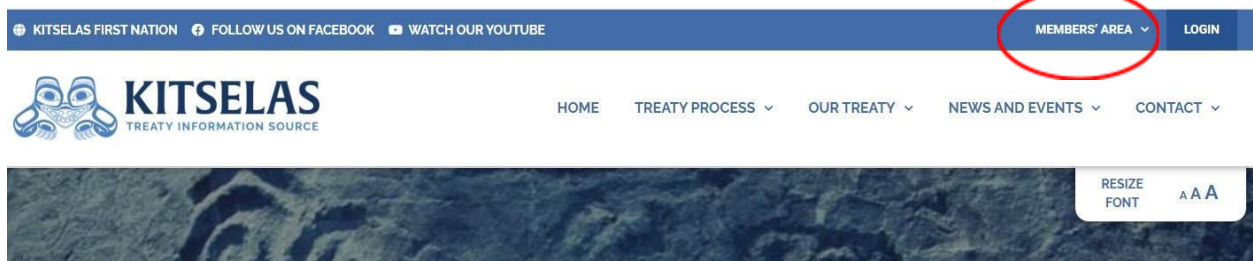 KITSELAS FIRST NATION FOLLOW US ON FACEBOOK WATCH OUR YOUTUBE MEMBERS' AREA LOGIN
KITSELAS
TREATY INFORMATION SOURCE
HOME TREATY PROCESS OUR TREATY NEWS AND EVENTS CONTACT
RESIZE
FONT
A A A